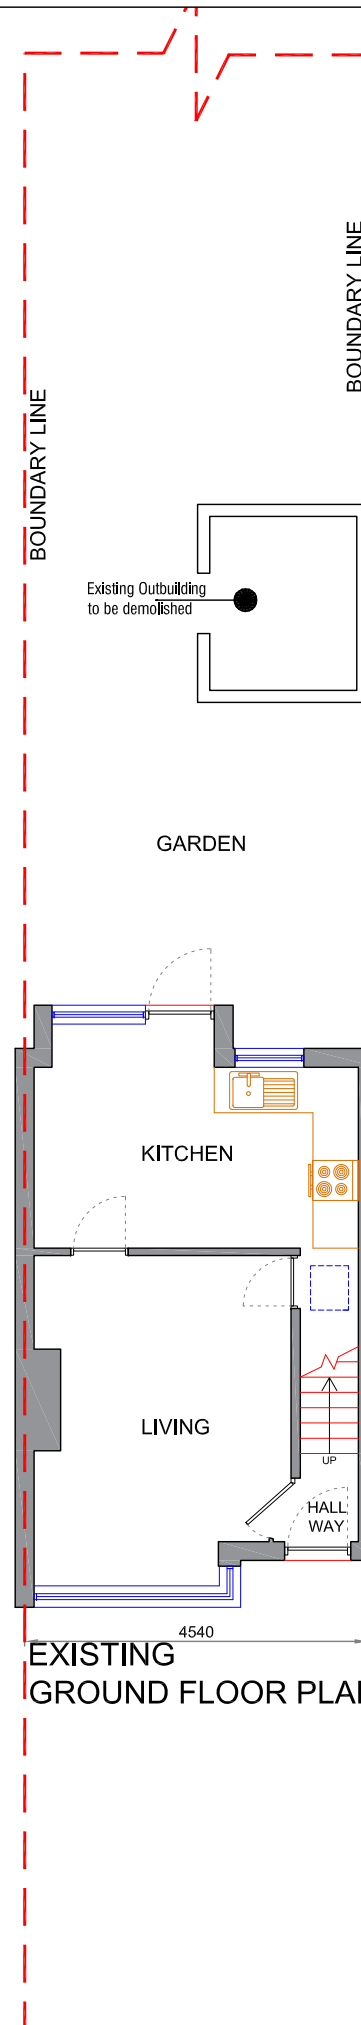 BOUNDARY LINE
BOUNDARY LINE
Existing Outbuilding
to be demolished
GARDEN
KITCHEN
LIVING
UP
HALL
WAY
4540
EXISTING
GROUND FLOOR PLA